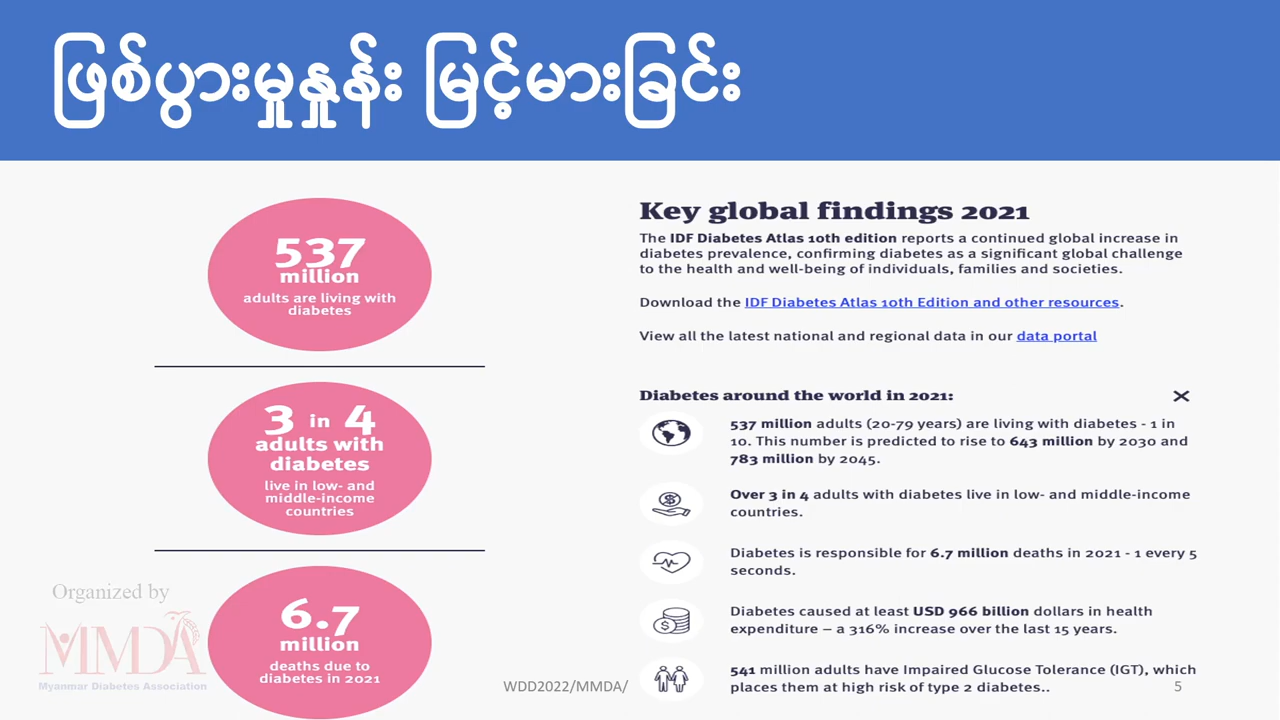 ဖြစ်ပွားမှုနှုန်း မြင့်မားခြင်း
537
million
adults are living with
diabetes
3 in 4
adults with
diabetes
live in low- and
middle-income
countries
6.7
million
deaths due to
diabetes in 2021
Key global findings 2021
The IDF Diabetes Atlas 10th edition reports a continued global increase in
diabetes prevalence, confirming diabetes as a significant global challenge
to the health and well-being of individuals, families and societies.
Download the IDF Diabetes Atlas 10th Edition and other resources.
View all the latest national and regional data in our data portal
Diabetes around the world in 2021:
537 million adults (20-79 years) are living with diabetes - 1 in
10. This number is predicted to rise to 643 million by 2030 and
783 million by 2045.
Over 3 in 4 adults with diabetes live in low- and middle-income
countries.
Diabetes is responsible for 6.7 million deaths in 2021 - 1 every 5
seconds.
Diabetes caused at least USD 966 billion dollars in health
expenditure – a 316% increase over the last 15 years.
541 million adults have Impaired Glucose Tolerance (IGT), which
places them at high risk of type 2 diabetes..
Organized by
MMDA
Myanmar Diabetes Association
WDD2022/MMDA/
5